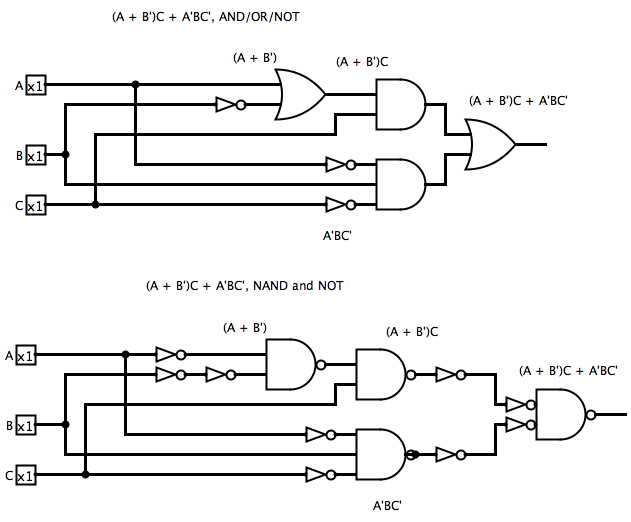 (A + B')C + A'BC', AND/OR/NOT
(A + B')
(A + B')C
A x1
(A + B')C + A'BC'
B x1
C x1
A'BC'
(A + B')C + A'BC', NAND and NOT
(A + B')
(A + B')C
A x1
(A + B')C + A'BC'
B x1
C x1
A'BC'